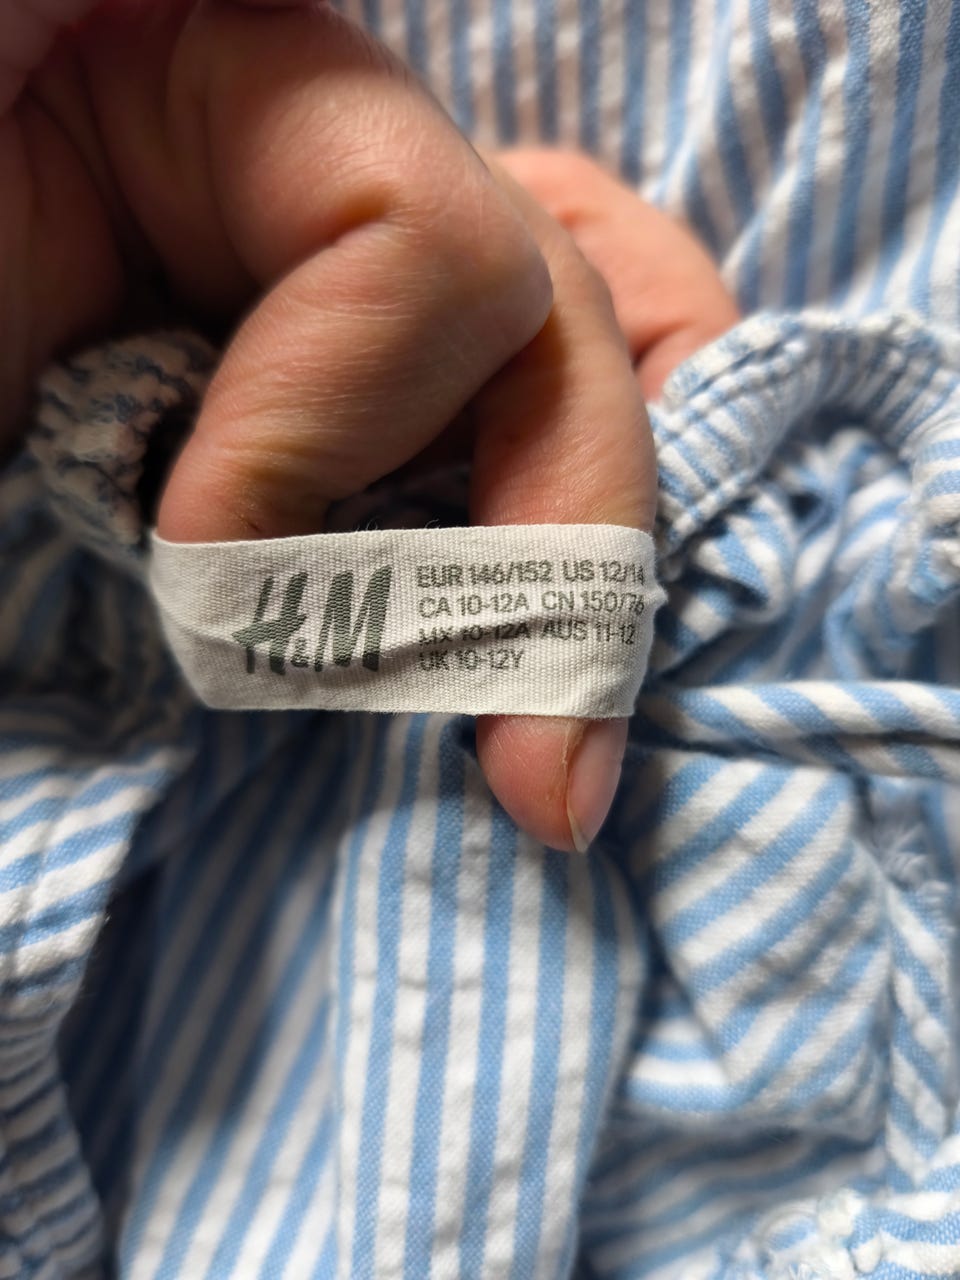 H&M
EUR 146/152 US 12/14
CA 10-12A CN 150/76
MX 10-12A AUS 11-12
UK 10-12Y